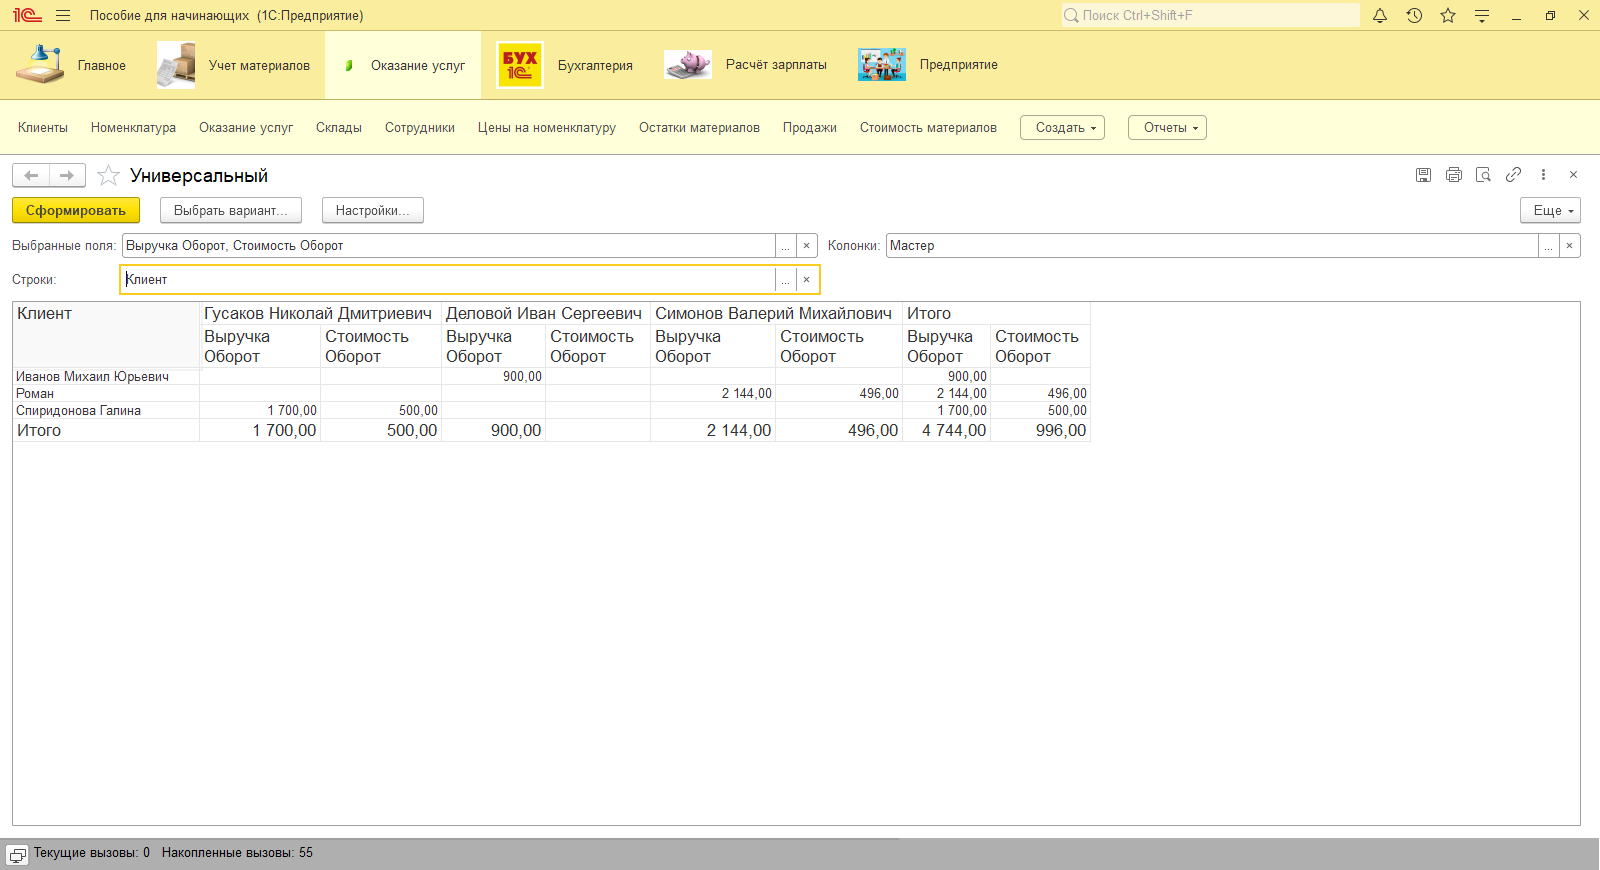 1С Пособие для начинающих (1С:Предприятие) Поиск Ctrl+Shift+F
Главное Учет материалов Оказание услуг БУХ 1С Бухгалтерия Расчёт зарплаты Предприятие
Клиенты Номенклатура Оказание услуг Склады Сотрудники Цены на номенклатуру Остатки материалов Продажи Стоимость материалов Создать Отчеты
Универсальный
Сформировать Выбрать вариант... Настройки... Еще
Выбранные поля: Выручка Оборот, Стоимость Оборот ... × Колонки: Мастер ... ×
Строки: Клиент ... ×
Клиент Гусаков Николай Дмитриевич Деловой Иван Сергеевич Симонов Валерий Михайлович Итого
Выручка Оборот Стоимость Оборот Выручка Оборот Стоимость Оборот Выручка Оборот Стоимость Оборот Выручка Оборот Стоимость Оборот
Иванов Михаил Юрьевич 900,00 900,00
Роман 2 144,00 496,00 2 144,00 496,00
Спиридонова Галина 1 700,00 500,00 1 700,00 500,00
Итого 1 700,00 500,00 900,00 2 144,00 496,00 4 744,00 996,00
Текущие вызовы: 0 Накопленные вызовы: 55